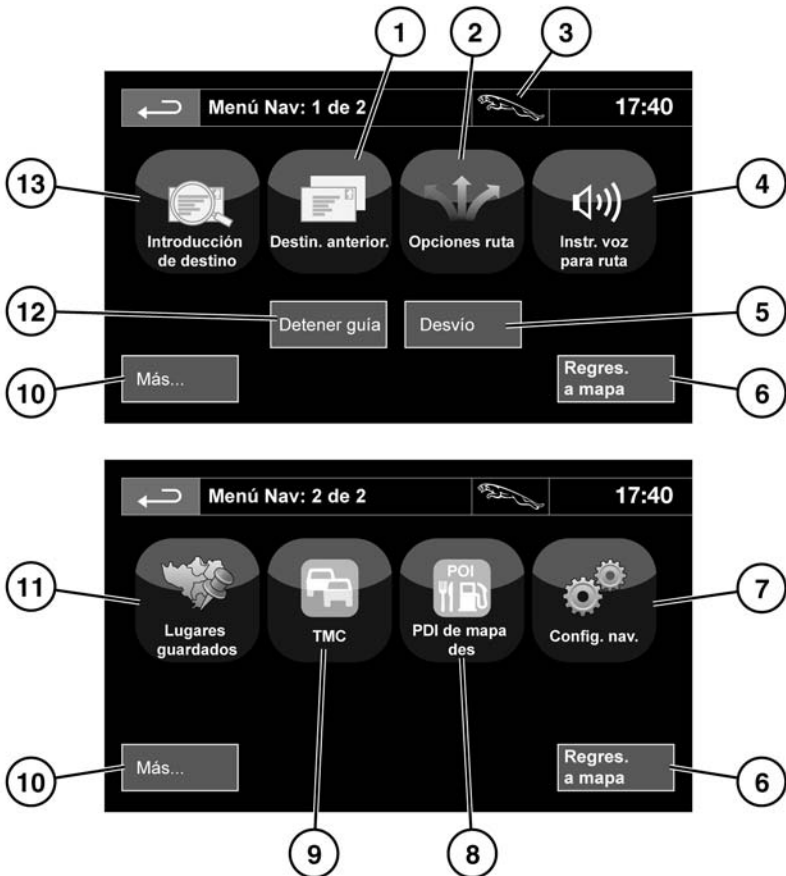 1
2
3
Menú Nav: 1 de 2
17:40
13
4
Introducción
de destino
Destin. anterior.
Opciones ruta
Instr. voz
para ruta
12
Detener guía
Desvío
5
10
Más...
Regres.
a mapa
6
Menú Nav: 2 de 2
17:40
11
POI
7
Lugares
guardados
TMC
PDI de mapa
des
Config. nav.
10
Más...
Regres.
a mapa
6
9
8